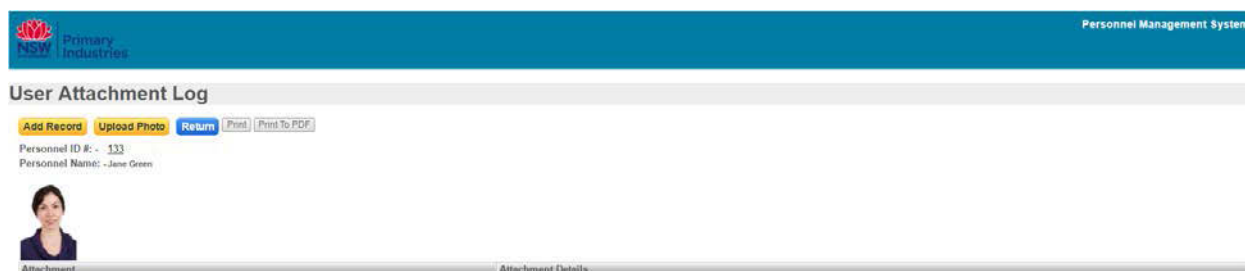 Personnel Management System
NSW
Primary
Industries
User Attachment Log
Add Record Upload Photo Return Print Print To PDF
Personnel ID #: - 133
Personnel Name: - Jane Green
Attachment Attachment Details